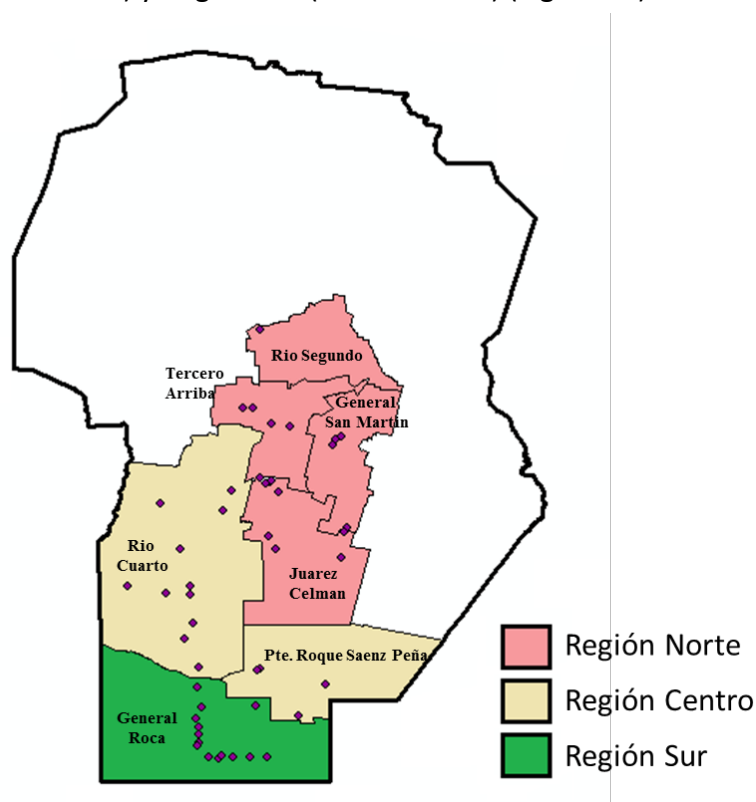 Rio Segundo
Tercero
Arriba
General
San Martin
Rio
Cuarto
Juarez
Celman
Pte. Roque Saenz Peña
General
Roca
Región Norte
Región Centro
Región Sur